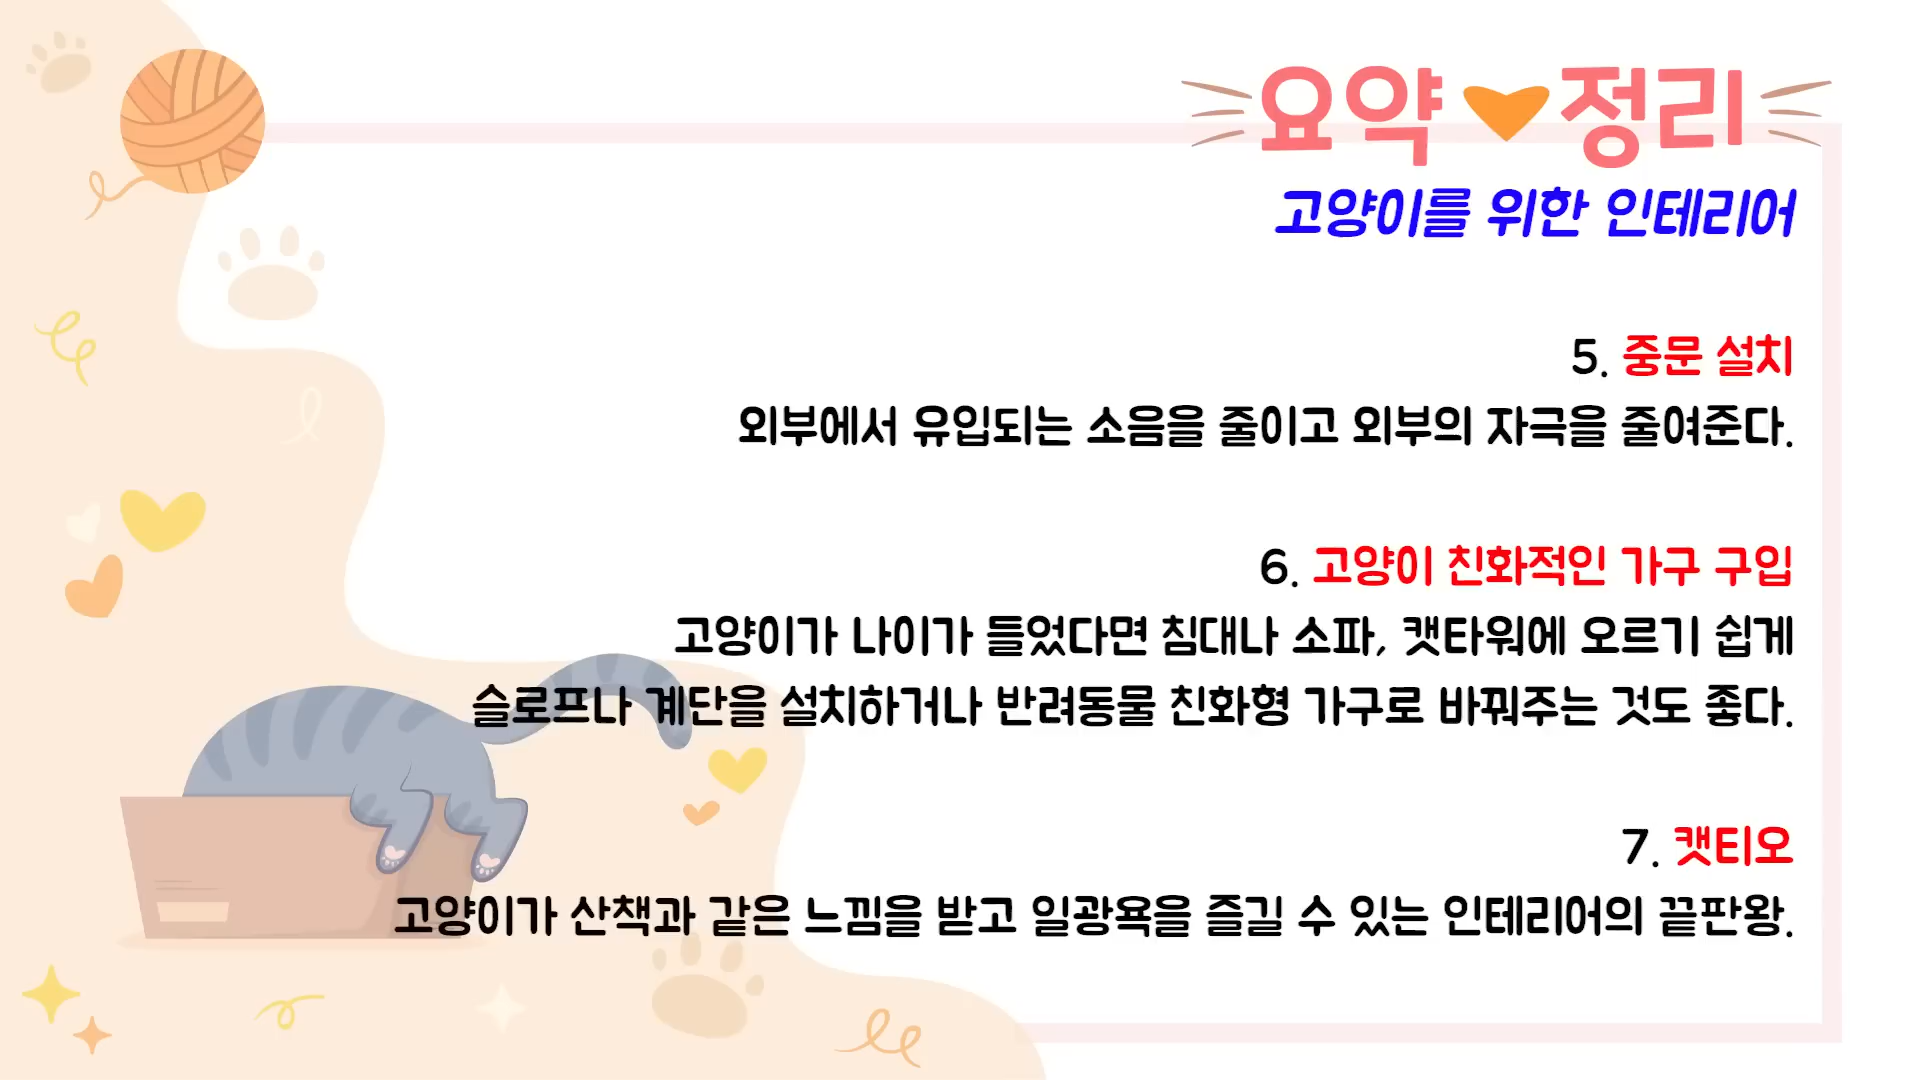 요약 정리
고양이를 위한 인테리어
5. 중문 설치
외부에서 유입되는 소음을 줄이고 외부의 자극을 줄여준다.
6. 고양이 친화적인 가구 구입
고양이가 나이가 들었다면 침대나 소파, 캣타워에 오르기 쉽게
슬로프나 계단을 설치하거나 반려동물 친화형 가구로 바꿔주는 것도 좋다.
7. 캣티오
고양이가 산책과 같은 느낌을 받고 일광욕을 즐길 수 있는 인테리어의 끝판왕.